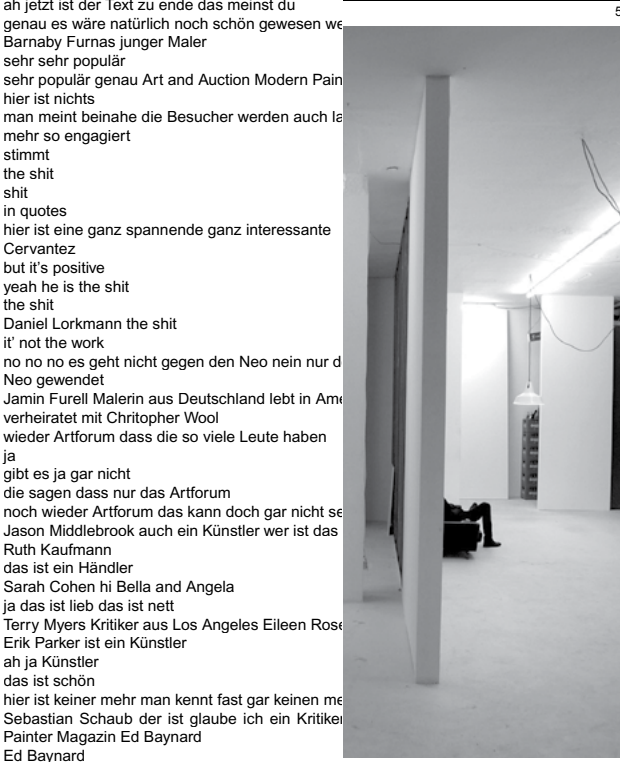 ah jetzt ist der Text zu ende das meinst du
genau es wäre natürlich noch schön gewesen we
Barnaby Furnas junger Maler
sehr sehr populär
sehr populär genau Art and Auction Modern Pain
hier ist nichts
man meint beinahe die Besucher werden auch la
mehr so engagiert
stimmt
the shit
shit
in quotes
hier ist eine ganz spannende ganz interessante
Cervantez
but it's positive
yeah he is the shit
the shit
Daniel Lorkmann the shit
it' not the work
no no no es geht nicht gegen den Neo nein nur d
Neo gewendet
Jamin Furell Malerin aus Deutschland lebt in Ame
verheiratet mit Chritopher Wool
wieder Artforum dass die so viele Leute haben
ja
gibt es ja gar nicht
die sagen dass nur das Artforum
noch wieder Artforum das kann doch gar nicht se
Jason Middlebrook auch ein Künstler wer ist das
Ruth Kaufmann
das ist ein Händler
Sarah Cohen hi Bella and Angela
ja das ist lieb das ist nett
Terry Myers Kritiker aus Los Angeles Eileen Rose
Erik Parker ist ein Künstler
ah ja Künstler
das ist schön
hier ist keiner mehr man kennt fast gar keinen me
Sebastian Schaub der ist glaube ich ein Kritiker
Painter Magazin Ed Baynard
Ed Baynard
5